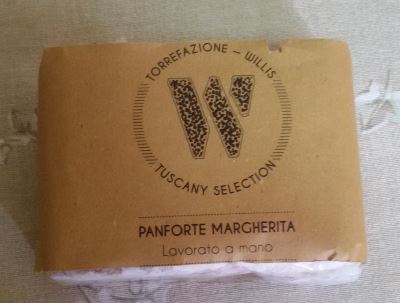 TORREFAZIONE – WILLIS
W
TUSCANY SELECTION
PANFORTE MARGHERITA
Lavorato a mano